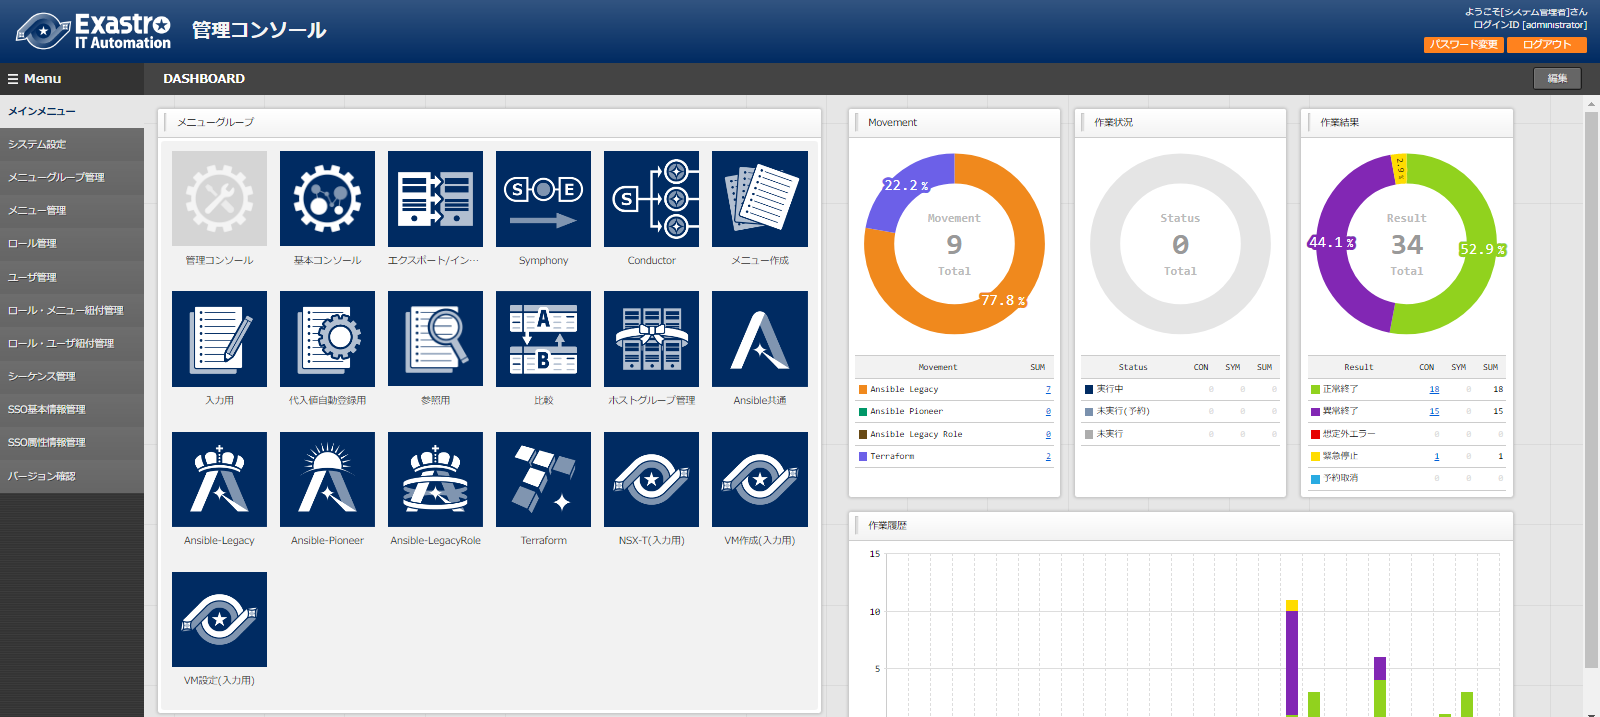 Exastro
IT Automation
管理コンソール
ようこそ[システム管理者]さん
ログインID [administrator]
パスワード変更 ログアウト
Menu
DASHBOARD
編集
メインメニュー
システム設定
メニューグループ管理
メニュー管理
ロール管理
ユーザ管理
ロール・メニュー紐付管理
ロール・ユーザ紐付管理
シーケンス管理
SSO基本情報管理
SSO属性情報管理
バージョン確認
メニューグループ
管理コンソール 基本コンソール エクスポート/イン… Symphony Conductor メニュー作成
S O E
S
A
B
入力用 代入値自動登録用 参照用 比較 ホストグループ管理 Ansible共通
Ansible-Legacy Ansible-Pioneer Ansible-LegacyRole Terraform NSX-T(入力用) VM作成(入力用)
VM設定(入力用)
Movement
22.2%
Movement
9
Total
77.8%
Movement SUM
Ansible Legacy 7
Ansible Pioneer 0
Ansible Legacy Role 0
Terraform 2
作業状況
Status
0
Total
Status CON SYM SUM
実行中 0 0 0
未実行(予約) 0 0 0
未実行 0 0 0
作業結果
2.9%
Result
44.1% 34 52.9%
Total
Result CON SYM SUM
正常終了 18 0 18
異常終了 15 0 15
想定外エラー 0 0 0
緊急停止 1 0 1
予約取消 0 0 0
作業履歴
15
10
5